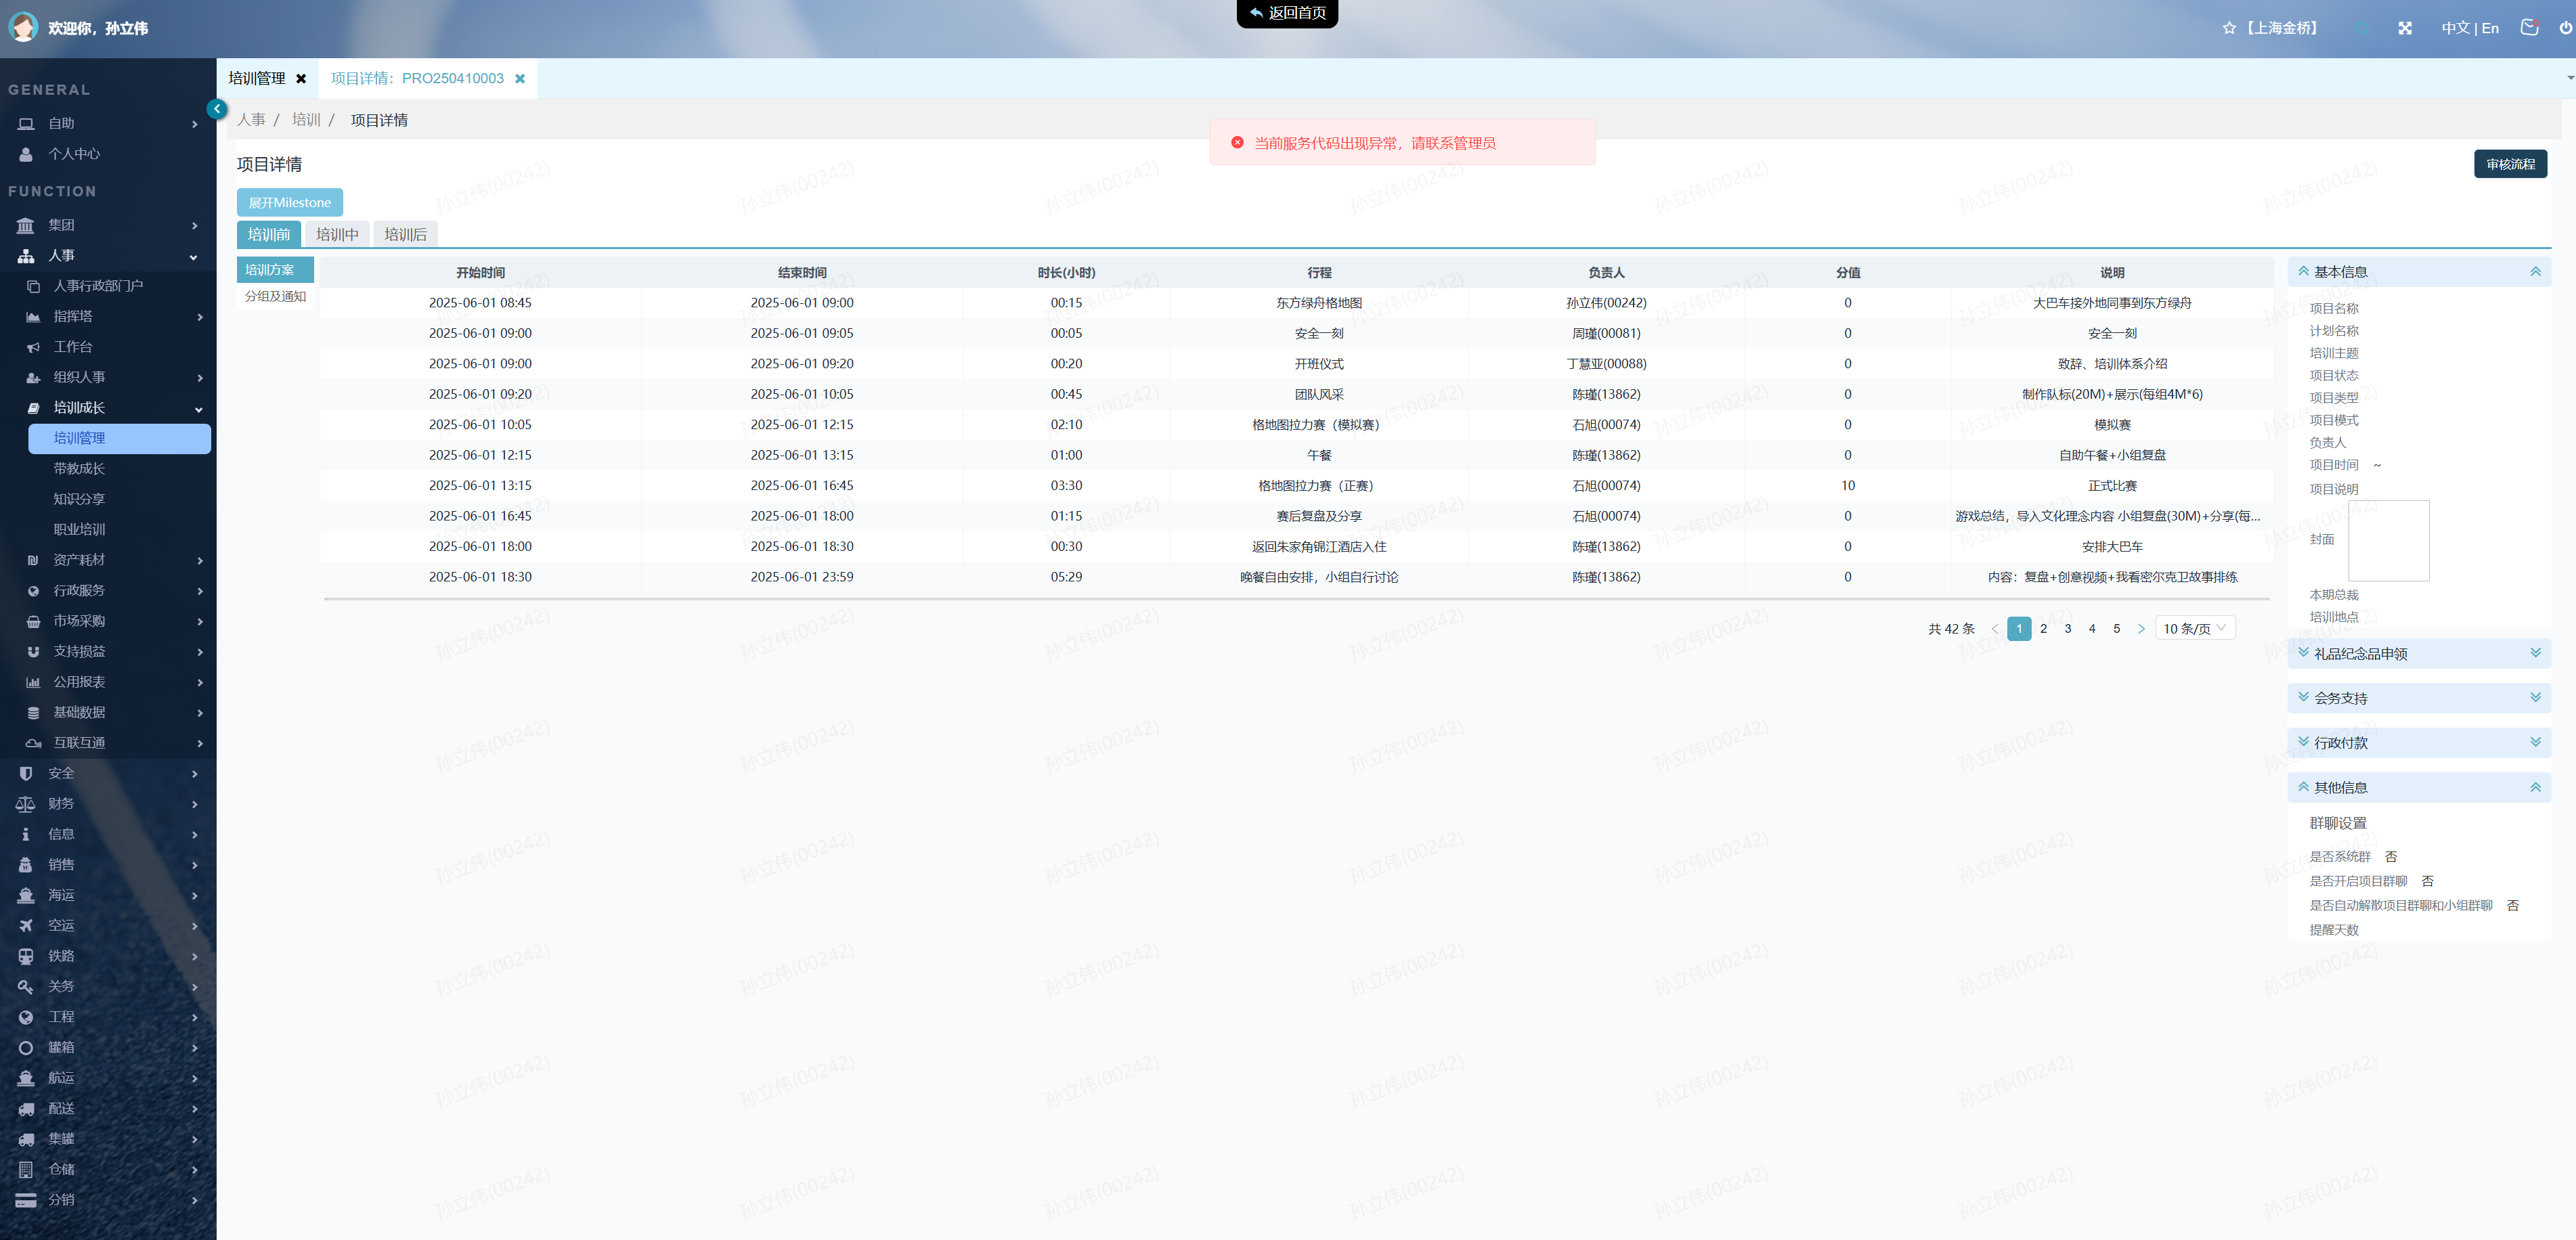 欢迎你，孙立伟
返回首页
【上海金桥】
中文 | En
GENERAL
自助
个人中心
FUNCTION
集团
人事
人事行政部门户
指挥塔
工作台
组织人事
培训成长
培训管理
带教成长
知识分享
职业培训
资产耗材
行政服务
市场采购
支持损益
公用报表
基础数据
互联互通
安全
财务
信息
销售
海运
空运
铁路
关务
工程
罐箱
航运
配送
集罐
仓储
分销
培训管理
项目详情：PRO250410003
人事 / 培训 / 项目详情
当前服务代码出现异常，请联系管理员
项目详情
审核流程
展开Milestone
培训前 培训中 培训后
培训方案
分组及通知
开始时间 结束时间 时长(小时) 行程 负责人 分值 说明
2025-06-01 08:45 2025-06-01 09:00 00:15 东方绿舟格地图 孙立伟(00242) 0 大巴车接外地同事到东方绿舟
2025-06-01 09:00 2025-06-01 09:05 00:05 安全一刻 周瑾(00081) 0 安全一刻
2025-06-01 09:00 2025-06-01 09:20 00:20 开班仪式 丁慧亚(00088) 0 致辞、培训体系介绍
2025-06-01 09:20 2025-06-01 10:05 00:45 团队风采 陈瑾(13862) 0 制作队标(20M)+展示(每组4M*6)
2025-06-01 10:05 2025-06-01 12:15 02:10 格地图拉力赛（模拟赛） 石旭(00074) 0 模拟赛
2025-06-01 12:15 2025-06-01 13:15 01:00 午餐 陈瑾(13862) 0 自助午餐+小组复盘
2025-06-01 13:15 2025-06-01 16:45 03:30 格地图拉力赛（正赛） 石旭(00074) 10 正式比赛
2025-06-01 16:45 2025-06-01 18:00 01:15 赛后复盘及分享 石旭(00074) 0 游戏总结，导入文化理念内容 小组复盘(30M)+分享(每...
2025-06-01 18:00 2025-06-01 18:30 00:30 返回朱家角锦江酒店入住 陈瑾(13862) 0 安排大巴车
2025-06-01 18:30 2025-06-01 23:59 05:29 晚餐自由安排，小组自行讨论 陈瑾(13862) 0 内容：复盘+创意视频+我看密尔克卫故事排练
共 42 条 1 2 3 4 5 10 条/页
基本信息
项目名称
计划名称
培训主题
项目状态
项目类型
项目模式
负责人
项目时间 ~
项目说明
封面
本期总裁
培训地点
礼品纪念品申领
会务支持
行政付款
其他信息
群聊设置
是否系统群 否
是否开启项目群聊 否
是否自动解散项目群聊和小组群聊 否
提醒天数
孙立伟(00242)